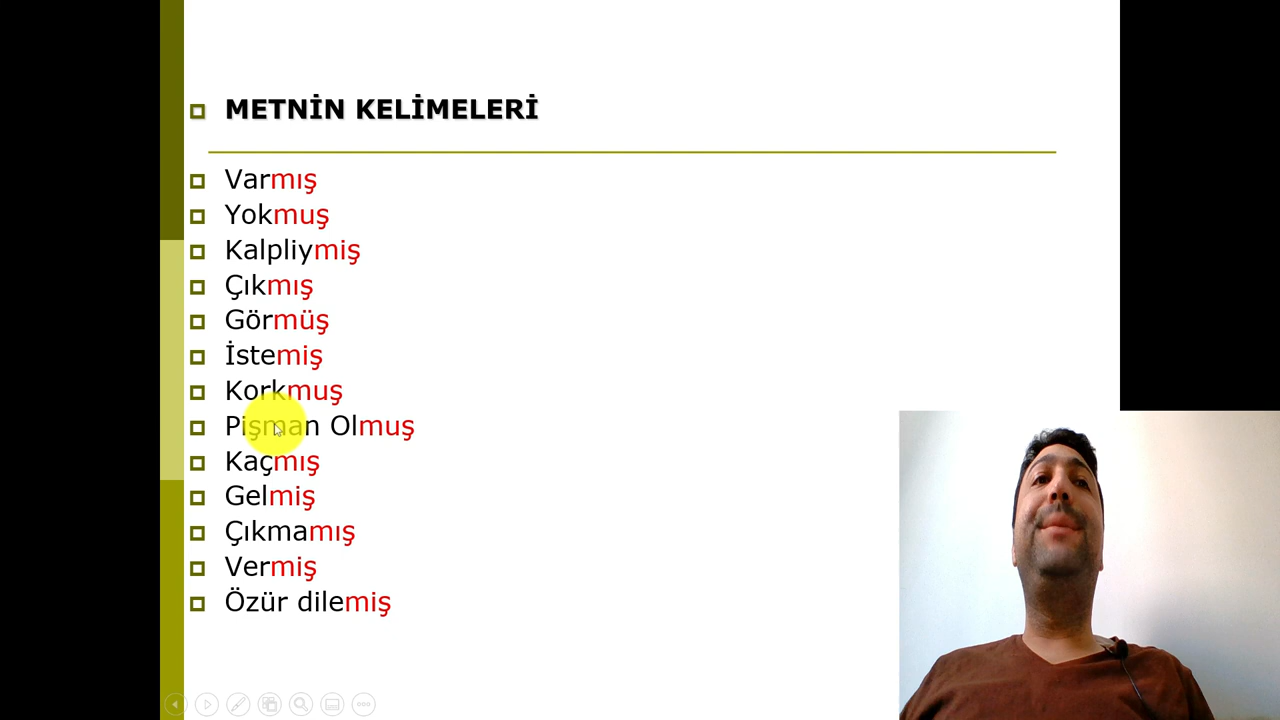 METNİN KELİMELERİ
Varmış
Yokmuş
Kalpliymiş
Çıkmış
Görmüş
İstemiş
Korkmuş
Pişman Olmuş
Kaçmış
Gelmiş
Çıkmamış
Vermiş
Özür dilemiş